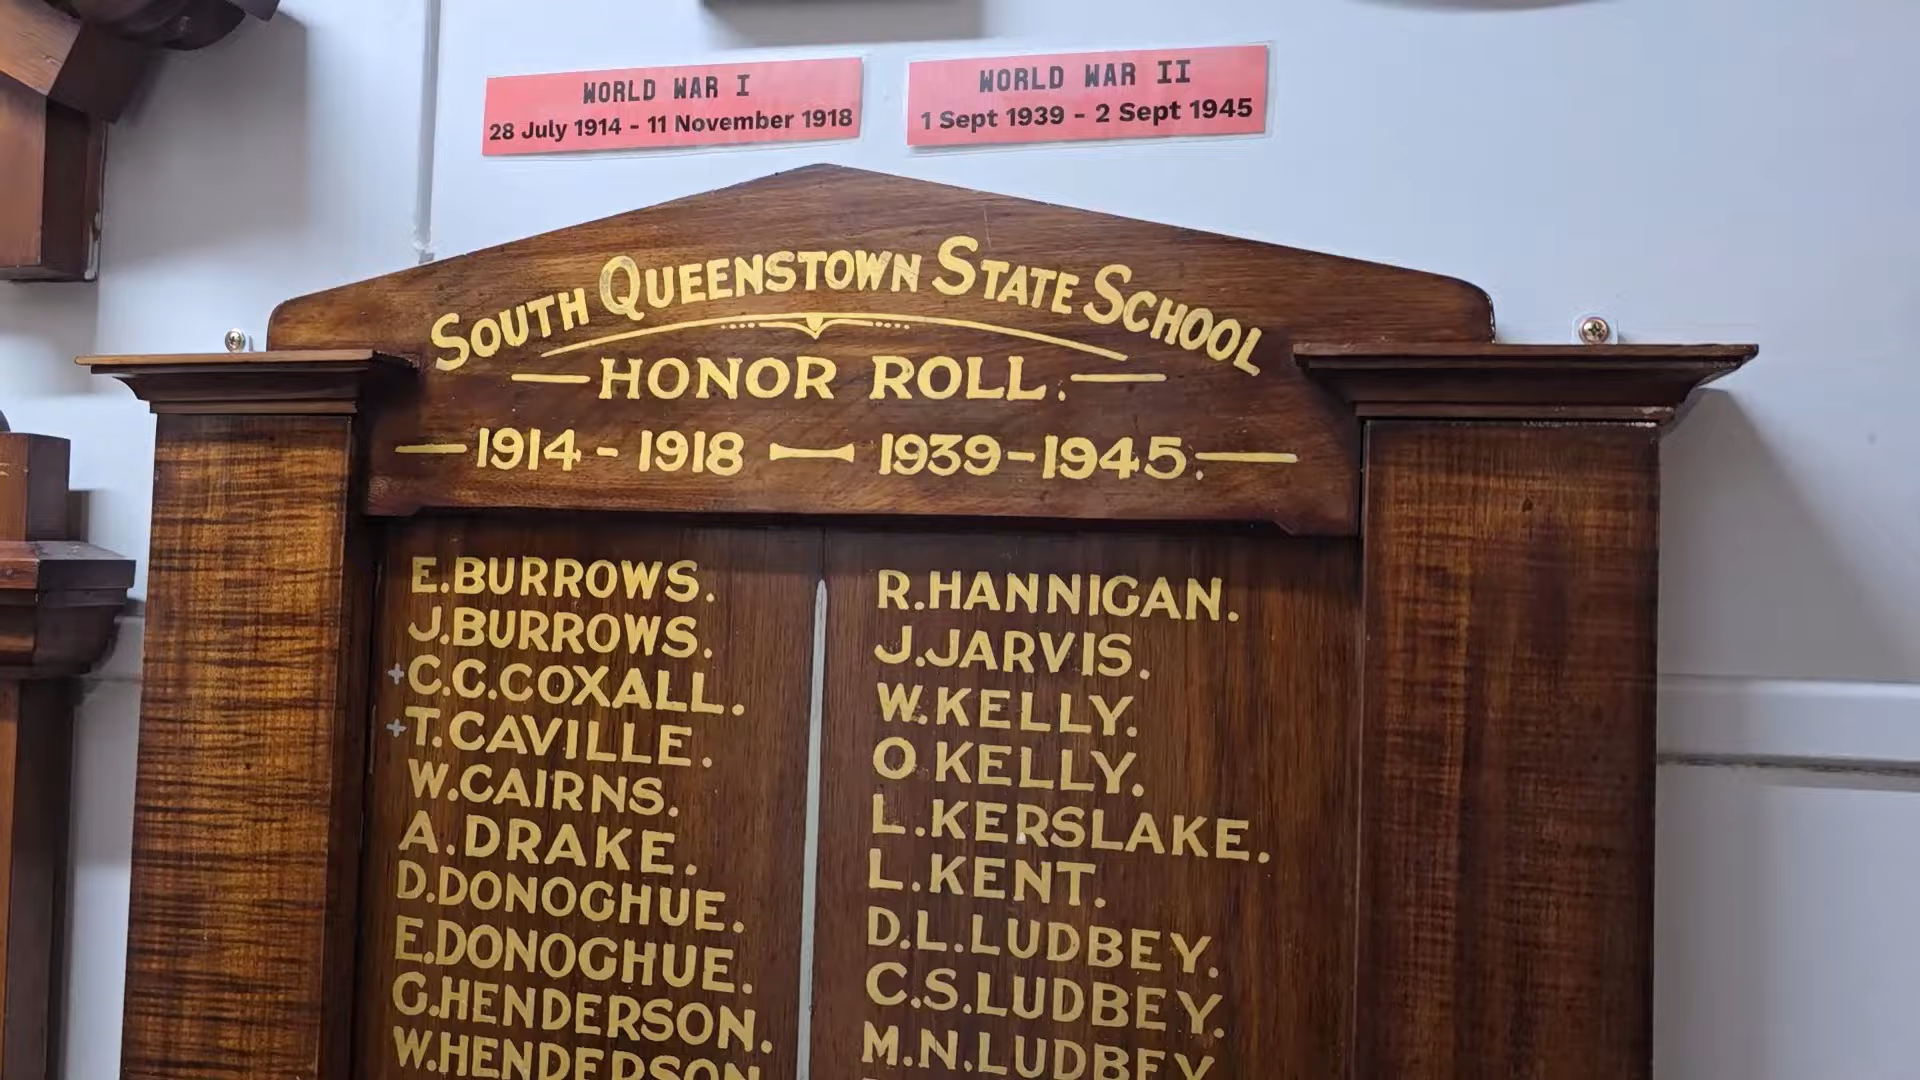 WORLD WAR I
28 July 1914 - 11 November 1918
WORLD WAR II
1 Sept 1939 - 2 Sept 1945
SOUTH QUEENSTOWN STATE SCHOOL
HONOR ROLL.
1914 - 1918 — 1939 - 1945.
E. BURROWS.
J. BURROWS.
+ C. C. COXALL.
+ T. CAVILLE.
W. CAIRNS.
A. DRAKE.
D. DONOGHUE.
E. DONOGHUE.
G. HENDERSON.
W. HENDERSON
R. HANNIGAN.
J. JARVIS.
W. KELLY.
O KELLY.
L. KERSLAKE.
L. KENT.
D. L. LUDBEY.
C. S. LUDBEY.
M. N. LUDBEY